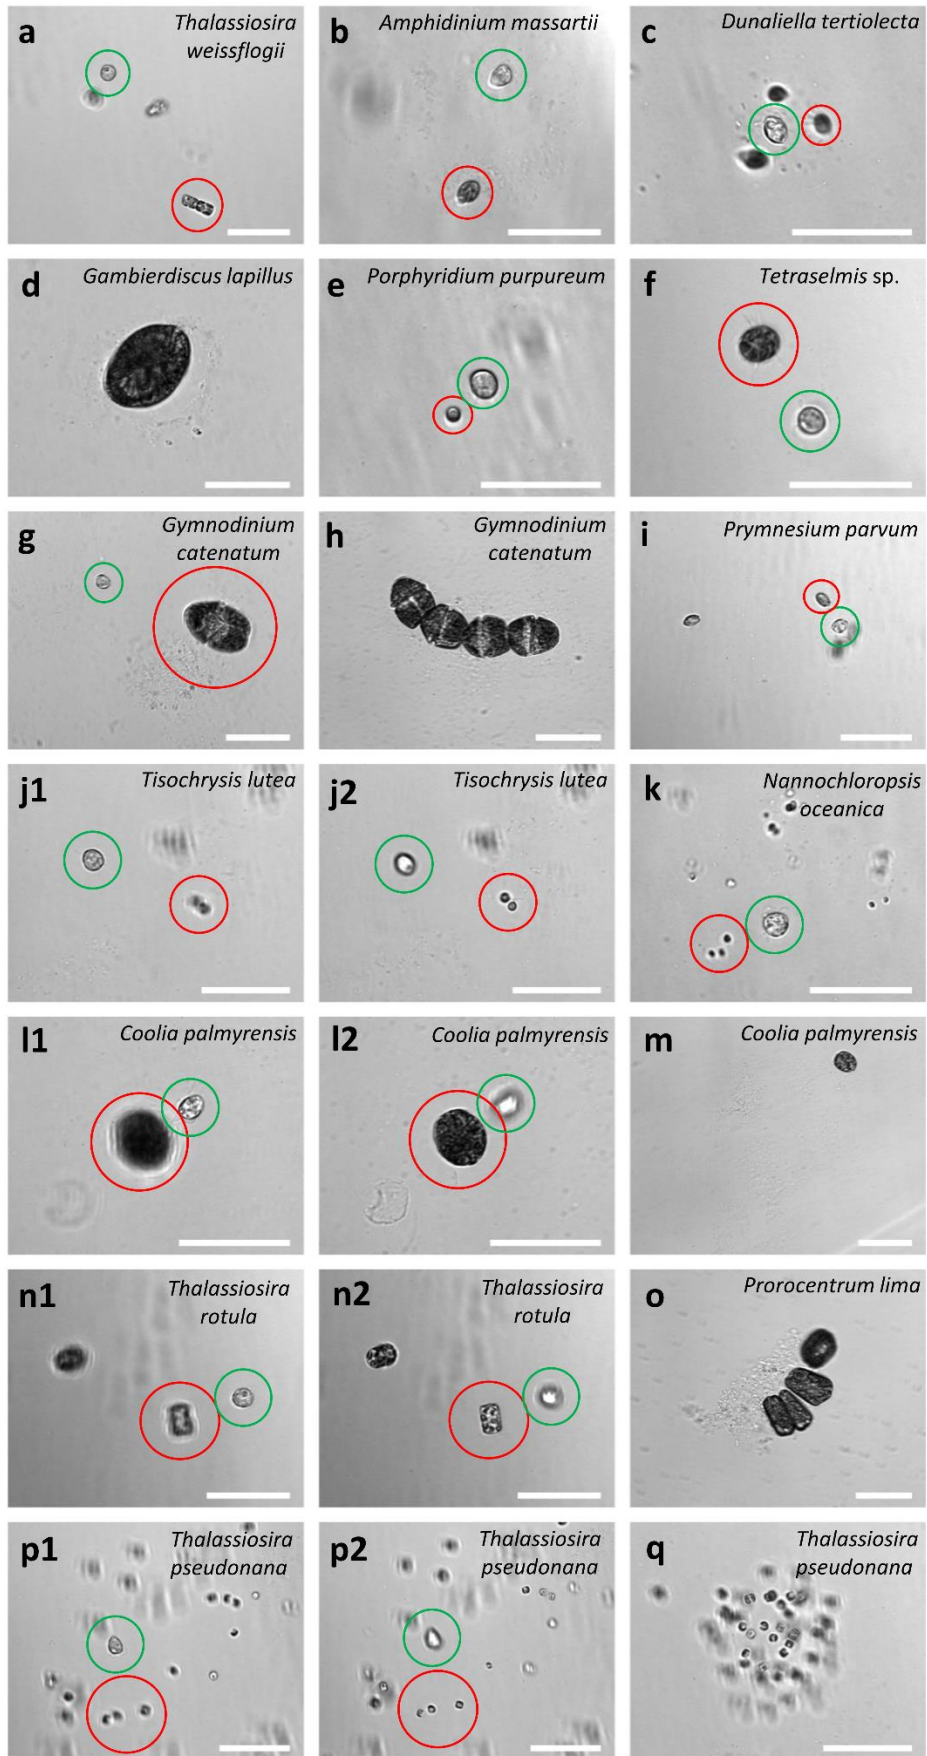 a
Thalassiosira
weissflogii
b
Amphidinium massartii
c
Dunaliella tertiolecta
d
Gambierdiscus lapillus
e
Porphyridium purpureum
f
Tetraselmis sp.
g
Gymnodinium
catenatum
h
Gymnodinium
catenatum
i
Prymnesium parvum
j1
Tisochrysis lutea
j2
Tisochrysis lutea
k
Nannochloropsis
oceanica
l1
Coolia palmyrensis
l2
Coolia palmyrensis
m
Coolia palmyrensis
n1
Thalassiosira
rotula
n2
Thalassiosira
rotula
o
Prorocentrum lima
p1
Thalassiosira
pseudonana
p2
Thalassiosira
pseudonana
q
Thalassiosira
pseudonana